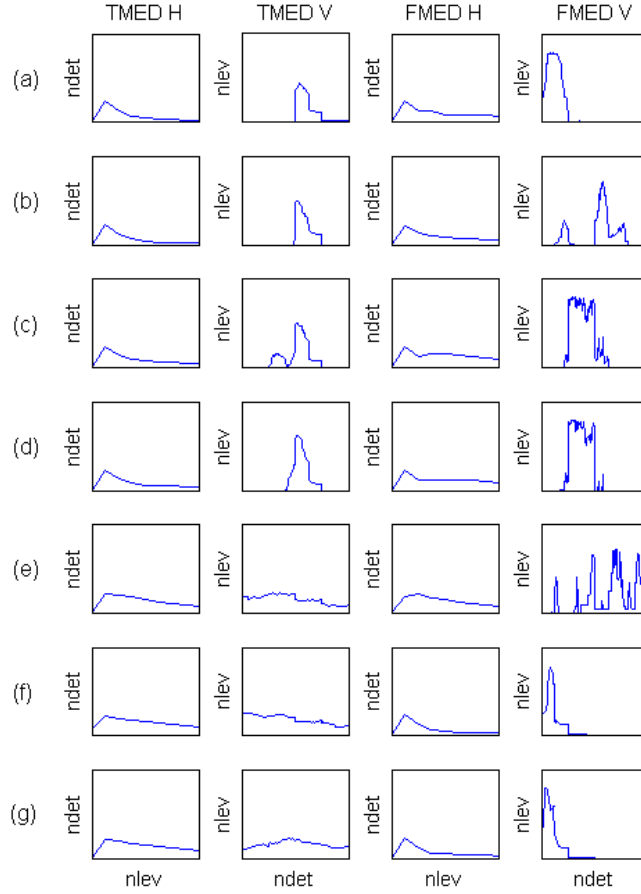 TMED H TMED V FMED H FMED V
(a) ndet nlev ndet nlev
(b) ndet nlev ndet nlev
(c) ndet nlev ndet nlev
(d) ndet nlev ndet nlev
(e) ndet nlev ndet nlev
(f) ndet nlev ndet nlev
(g) ndet nlev ndet nlev
nlev ndet nlev ndet